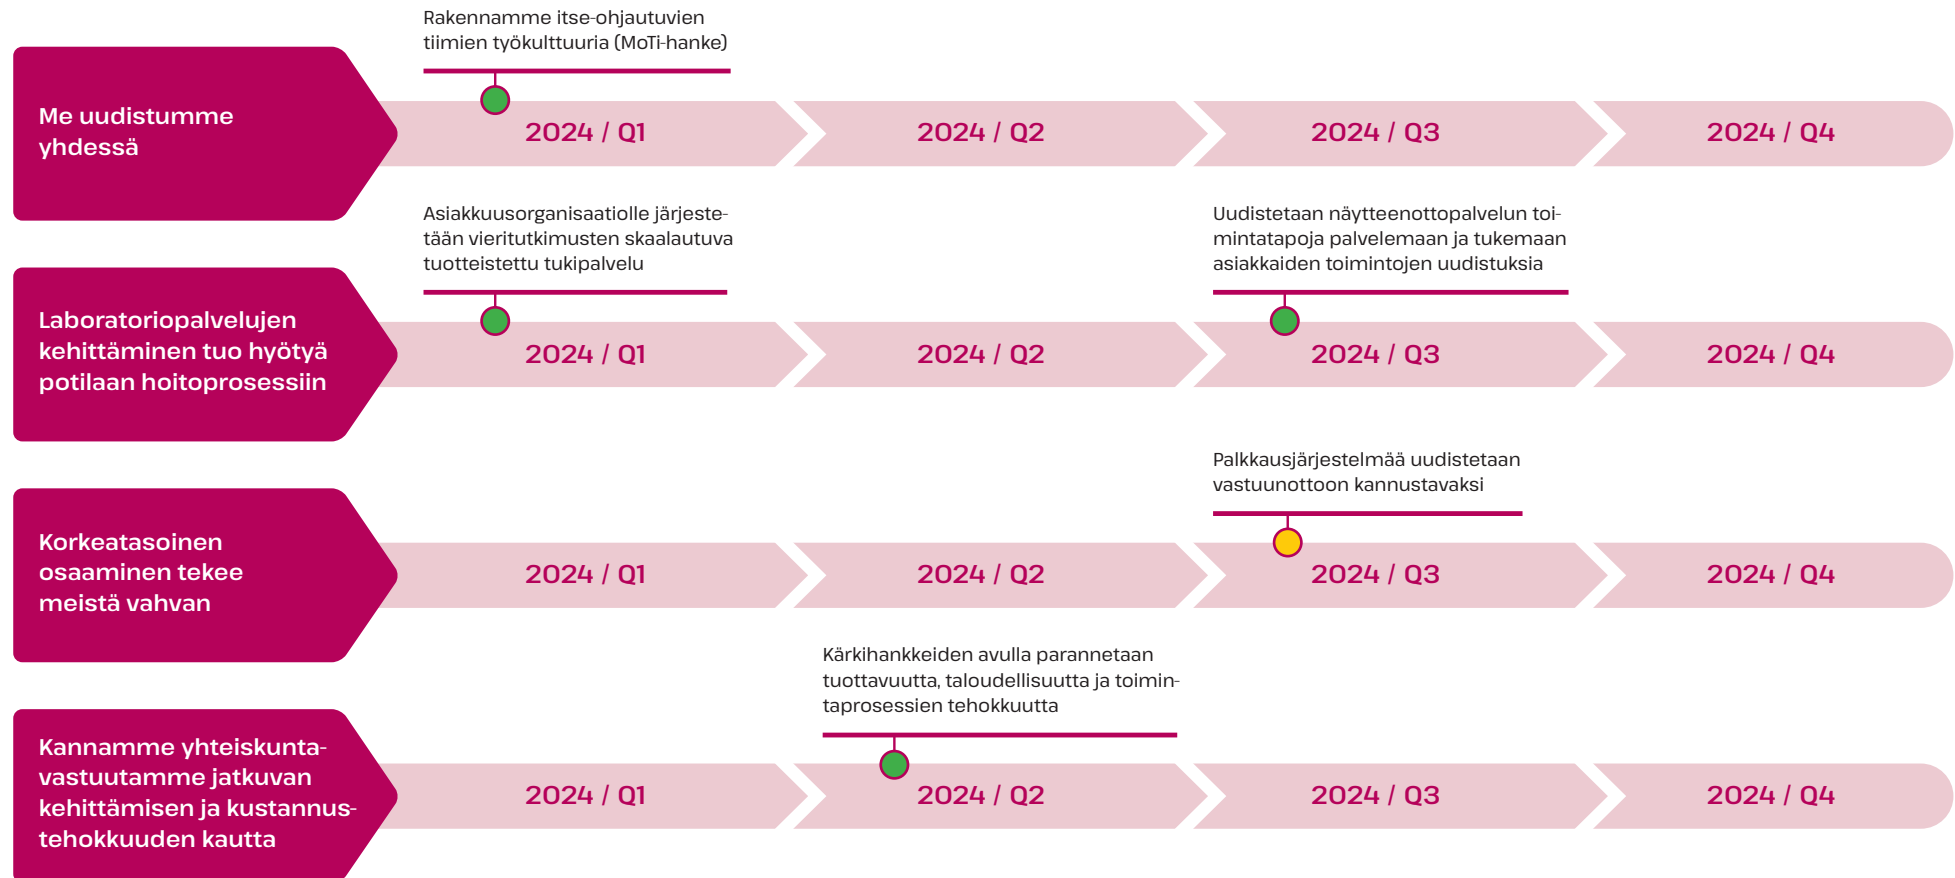 Rakennamme itse-ohjautuvien
tiimien työkulttuuria (MoTi-hanke)
Me uudistumme
yhdessä
2024 / Q1
2024 / Q2
2024 / Q3
2024 / Q4
Asiakkuusorganisaatiolle järjeste-
tään vieritutkimusten skaalautuva
tuotteistettu tukipalvelu
Uudistetaan näytteenottopalvelun toi-
mintatapoja palvelemaan ja tukemaan
asiakkaiden toimintojen uudistuksia
Laboratoriopalvelujen
kehittäminen tuo hyötyä
potilaan hoitoprosessiin
2024 / Q1
2024 / Q2
2024 / Q3
2024 / Q4
Palkkausjärjestelmää uudistetaan
vastuunottoon kannustavaksi
Korkeatasoinen
osaaminen tekee
meistä vahvan
2024 / Q1
2024 / Q2
2024 / Q3
2024 / Q4
Kärkihankkeiden avulla parannetaan
tuottavuutta, taloudellisuutta ja toimin-
taprosessien tehokkuutta
Kannamme yhteiskunta-
vastuutamme jatkuvan
kehittämisen ja kustannus-
tehokkuuden kautta
2024 / Q1
2024 / Q2
2024 / Q3
2024 / Q4